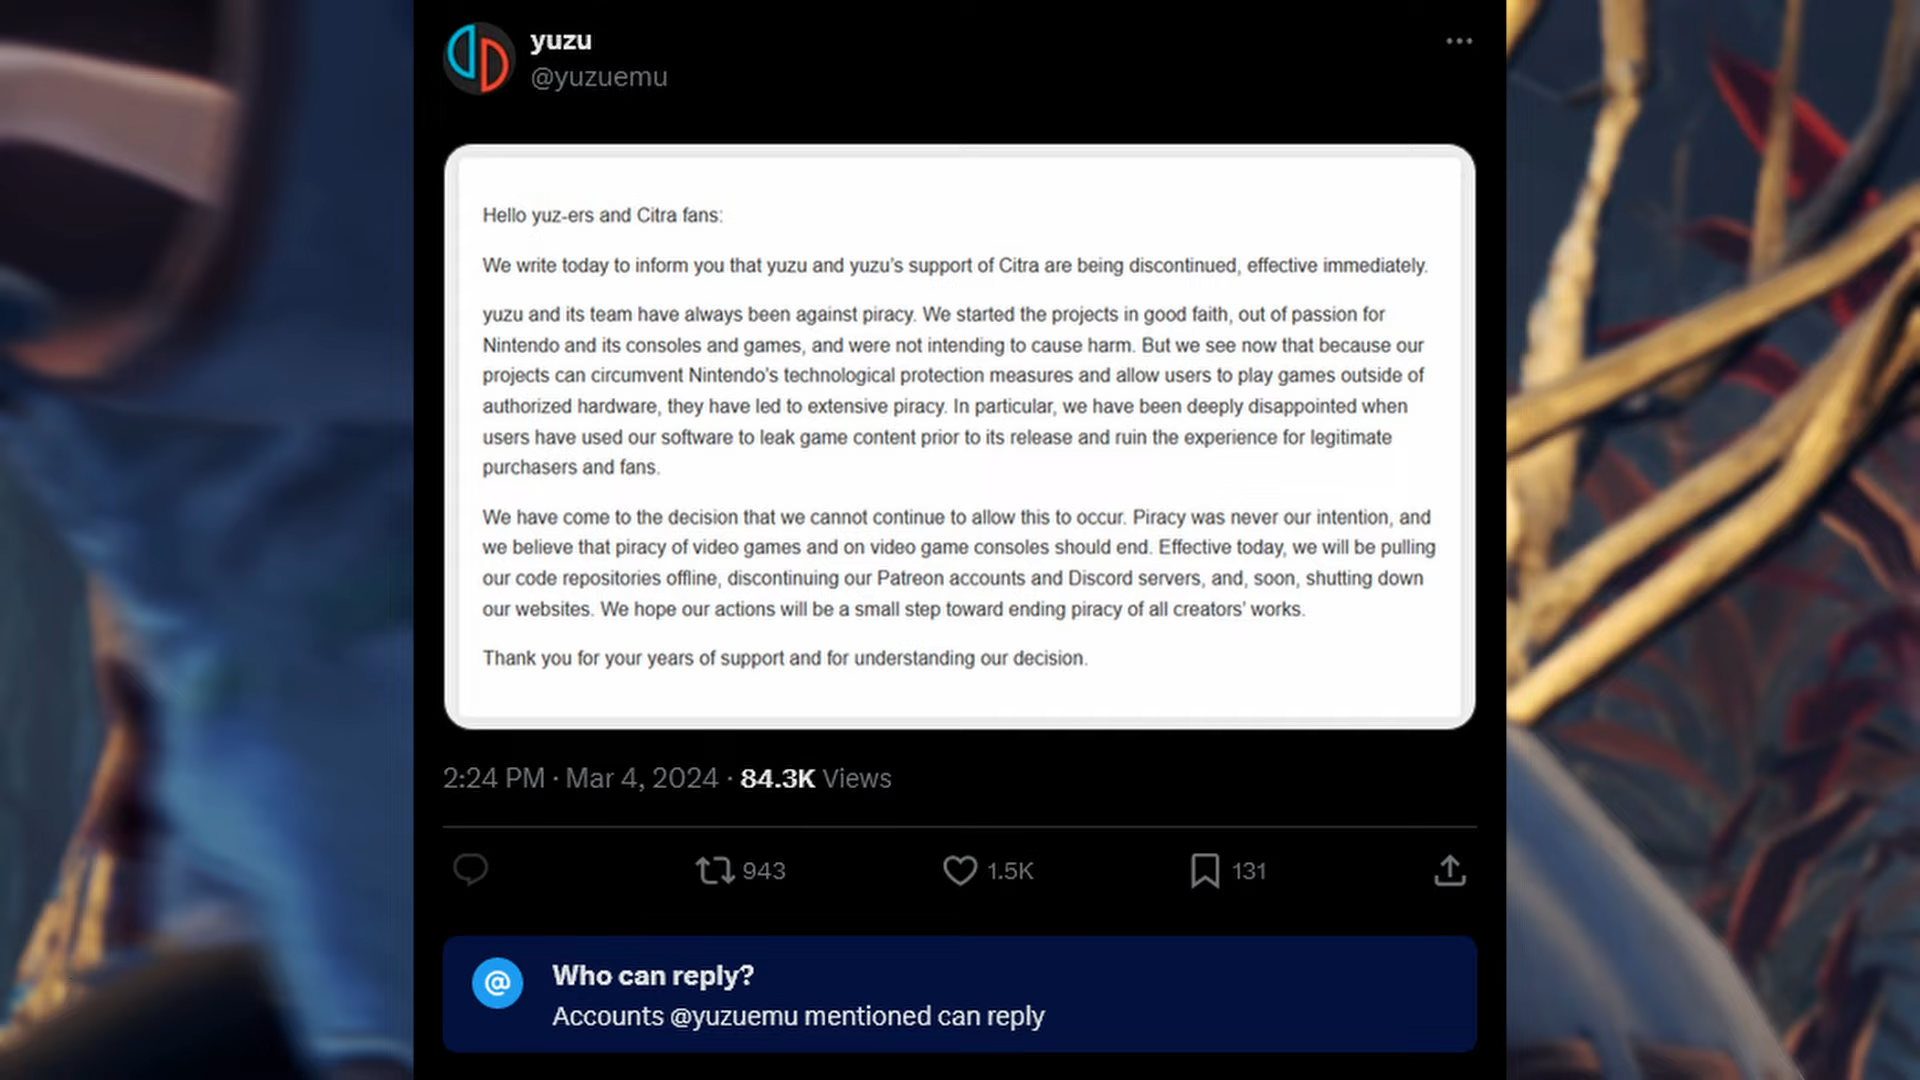 yuzu
@yuzuemu
Hello yuz-ers and Citra fans:
We write today to inform you that yuzu and yuzu's support of Citra are being discontinued, effective immediately.
yuzu and its team have always been against piracy. We started the projects in good faith, out of passion for
Nintendo and its consoles and games, and were not intending to cause harm. But we see now that because our
projects can circumvent Nintendo's technological protection measures and allow users to play games outside of
authorized hardware, they have led to extensive piracy. In particular, we have been deeply disappointed when
users have used our software to leak game content prior to its release and ruin the experience for legitimate
purchasers and fans.
We have come to the decision that we cannot continue to allow this to occur. Piracy was never our intention, and
we believe that piracy of video games and on video game consoles should end. Effective today, we will be pulling
our code repositories offline, discontinuing our Patreon accounts and Discord servers, and, soon, shutting down
our websites. We hope our actions will be a small step toward ending piracy of all creators' works.
Thank you for your years of support and for understanding our decision.
2:24 PM · Mar 4, 2024 · 84.3K Views
943 1.5K 131
@ Who can reply?
Accounts @yuzuemu mentioned can reply